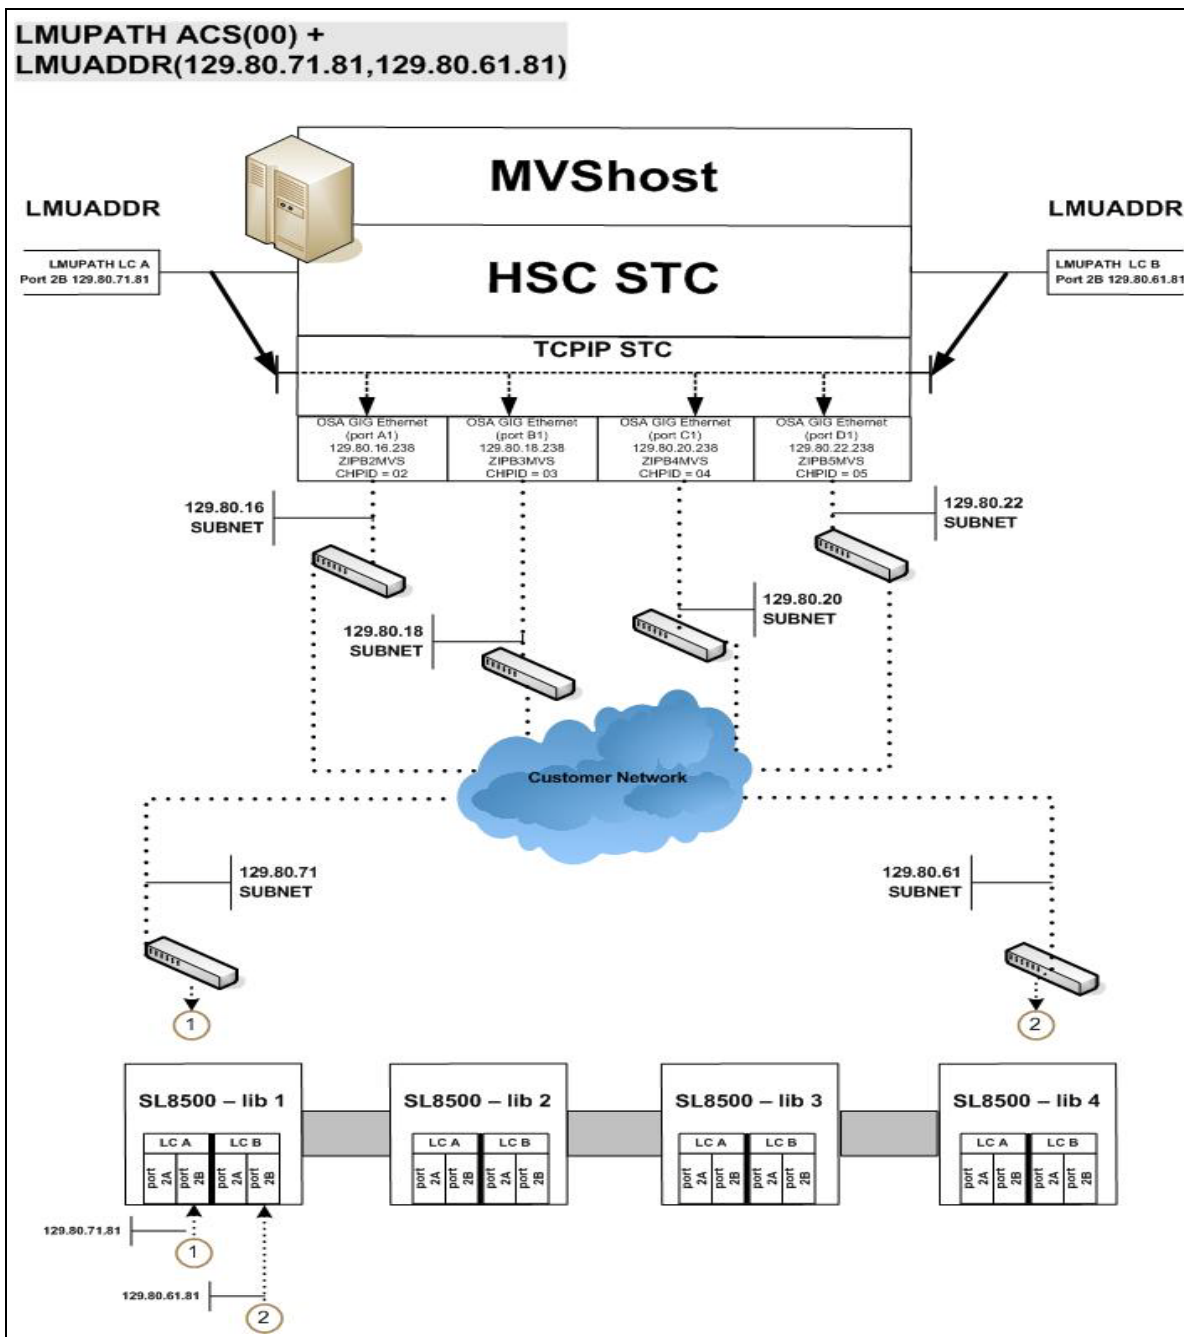 LMUPATH ACS(00) +
LMUADDR(129.80.71.81,129.80.61.81)
MVShost
LMUADDR
LMUPATH LC A
Port 2B 129.80.71.81
HSC STC
LMUADDR
LMUPATH LC B
Port 2B 129.80.61.81
TCPIP STC
OSA GIG Ethernet
(port A1)
129.80.16.238
ZIPB2MVS
CHPID = 02
OSA GIG Ethernet
(port B1)
129.80.18.238
ZIPB3MVS
CHPID = 03
OSA GIG Ethernet
(port C1)
129.80.20.238
ZIPB4MVS
CHPID = 04
OSA GIG Ethernet
(port D1)
129.80.22.238
ZIPB5MVS
CHPID = 05
129.80.16
SUBNET
129.80.22
SUBNET
129.80.18
SUBNET
129.80.20
SUBNET
Customer Network
129.80.71
SUBNET
129.80.61
SUBNET
1
2
SL8500 – lib 1
LC A
LC B
port 2A
port 2B
port 2A
port 2B
SL8500 – lib 2
LC A
LC B
port 2A
port 2B
port 2A
port 2B
SL8500 – lib 3
LC A
LC B
port 2A
port 2B
port 2A
port 2B
SL8500 – lib 4
LC A
LC B
port 2A
port 2B
port 2A
port 2B
129.80.71.81
1
129.80.61.81
2